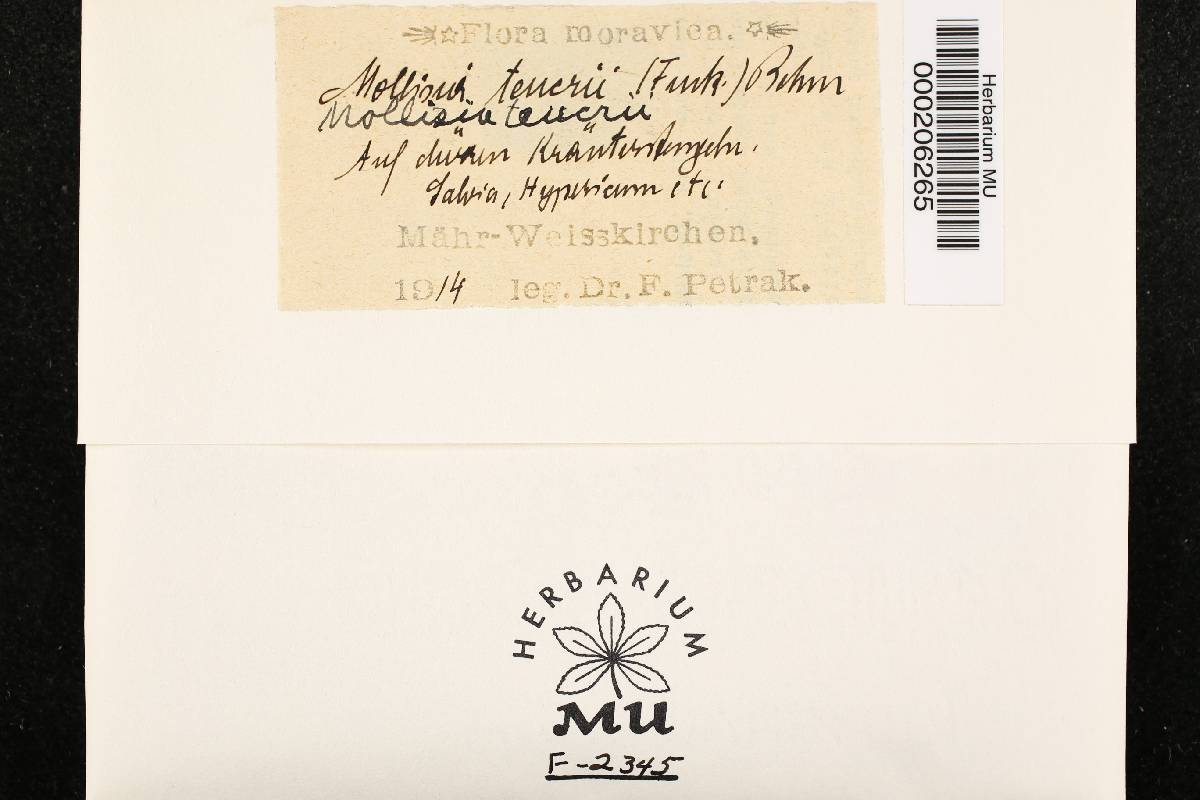 Flora moravica.
Mollisia teucrii (Fuck.) Rehm
Mollisia teucrii
Auf dürren Kräuterstengeln.
Salvia, Hypericum etc.
Mähr-Weisskirchen,
1914 leg. Dr. F. Petrak.
Herbarium MU
000206265
HERBARIUM
MU
F-2345